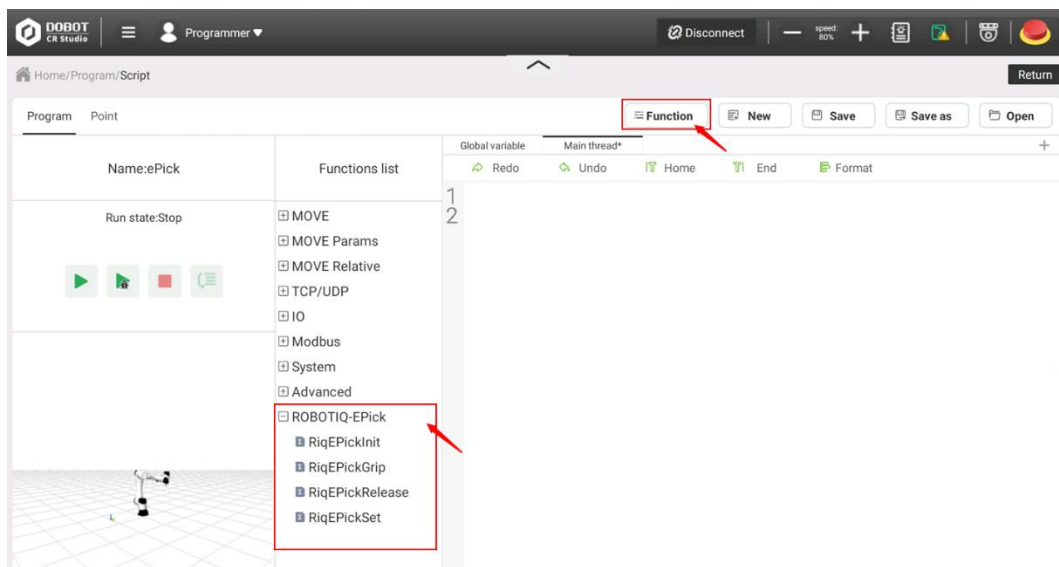 DOBOT
CR Studio
Programmer
Disconnect
speed:
80%
Home/Program/Script
Return
Program Point
Function New Save Save as Open
Name:ePick
Functions list
Global variable Main thread*
Redo Undo Home End Format
Run state:Stop
1
2
MOVE
MOVE Params
MOVE Relative
TCP/UDP
IO
Modbus
System
Advanced
ROBOTIQ-EPick
RiqEPickInit
RiqEPickGrip
RiqEPickRelease
RiqEPickSet